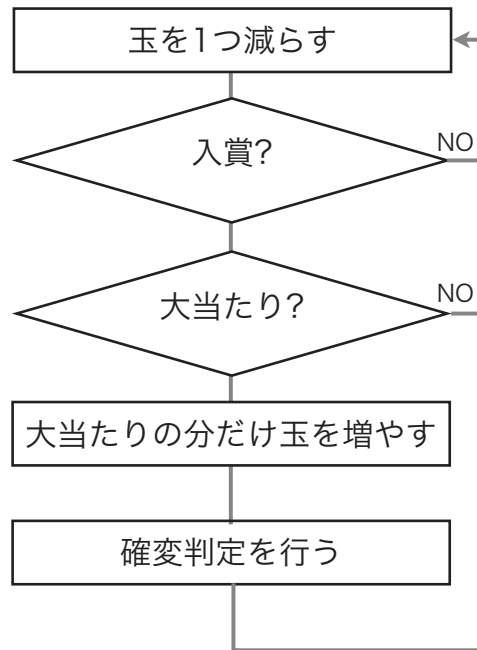 玉を1つ減らす
入賞?
NO
大当たり?
NO
大当たりの分だけ玉を増やす
確変判定を行う